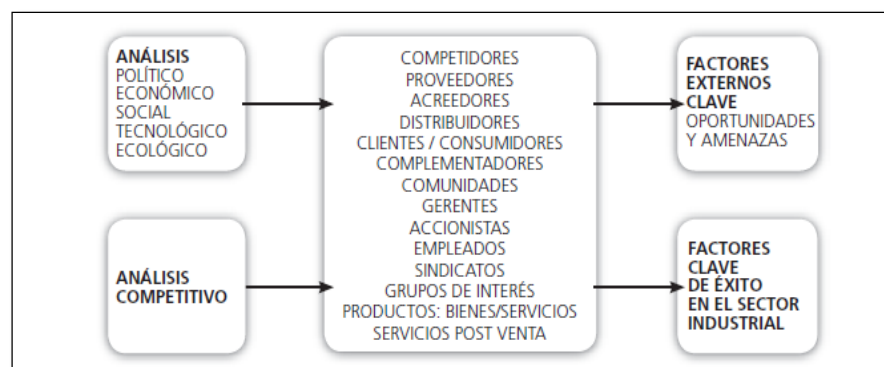 ANÁLISIS
POLÍTICO
ECONÓMICO
SOCIAL
TECNOLÓGICO
ECOLÓGICO
ANÁLISIS
COMPETITIVO
COMPETIDORES
PROVEEDORES
ACREEDORES
DISTRIBUIDORES
CLIENTES / CONSUMIDORES
COMPLEMENTADORES
COMUNIDADES
GERENTES
ACCIONISTAS
EMPLEADOS
SINDICATOS
GRUPOS DE INTERÉS
PRODUCTOS: BIENES/SERVICIOS
SERVICIOS POST VENTA
FACTORES
EXTERNOS
CLAVE
OPORTUNIDADES
Y AMENAZAS
FACTORES
CLAVE
DE ÉXITO
EN EL SECTOR
INDUSTRIAL